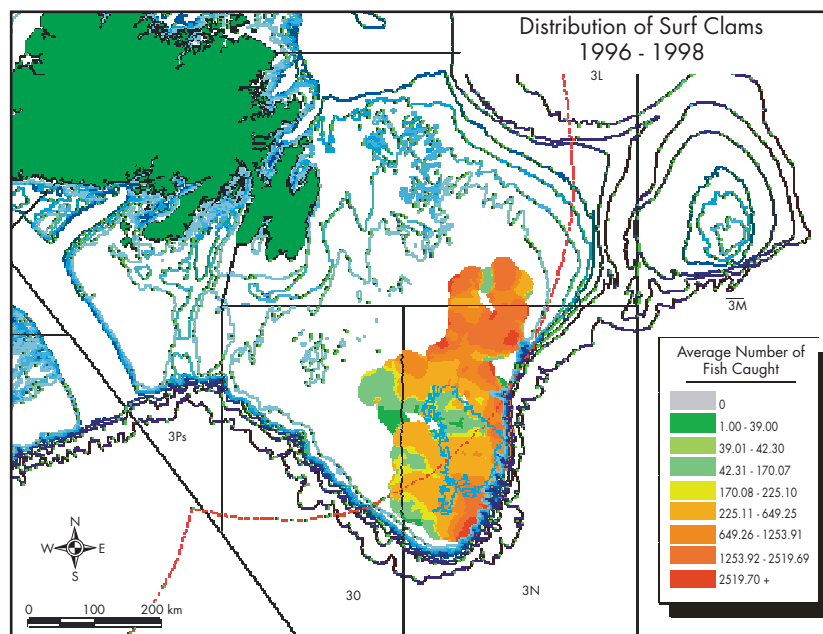 Distribution of Surf Clams
1996 - 1998
3L
3M
Average Number of
Fish Caught
0
1.00 - 39.00
39.01 - 42.30
42.31 - 170.07
170.08 - 225.10
225.11 - 649.25
649.26 - 1253.91
1253.92 - 2519.69
2519.70 +
3Ps
N
W E
S
30
3N
0 100 200 km